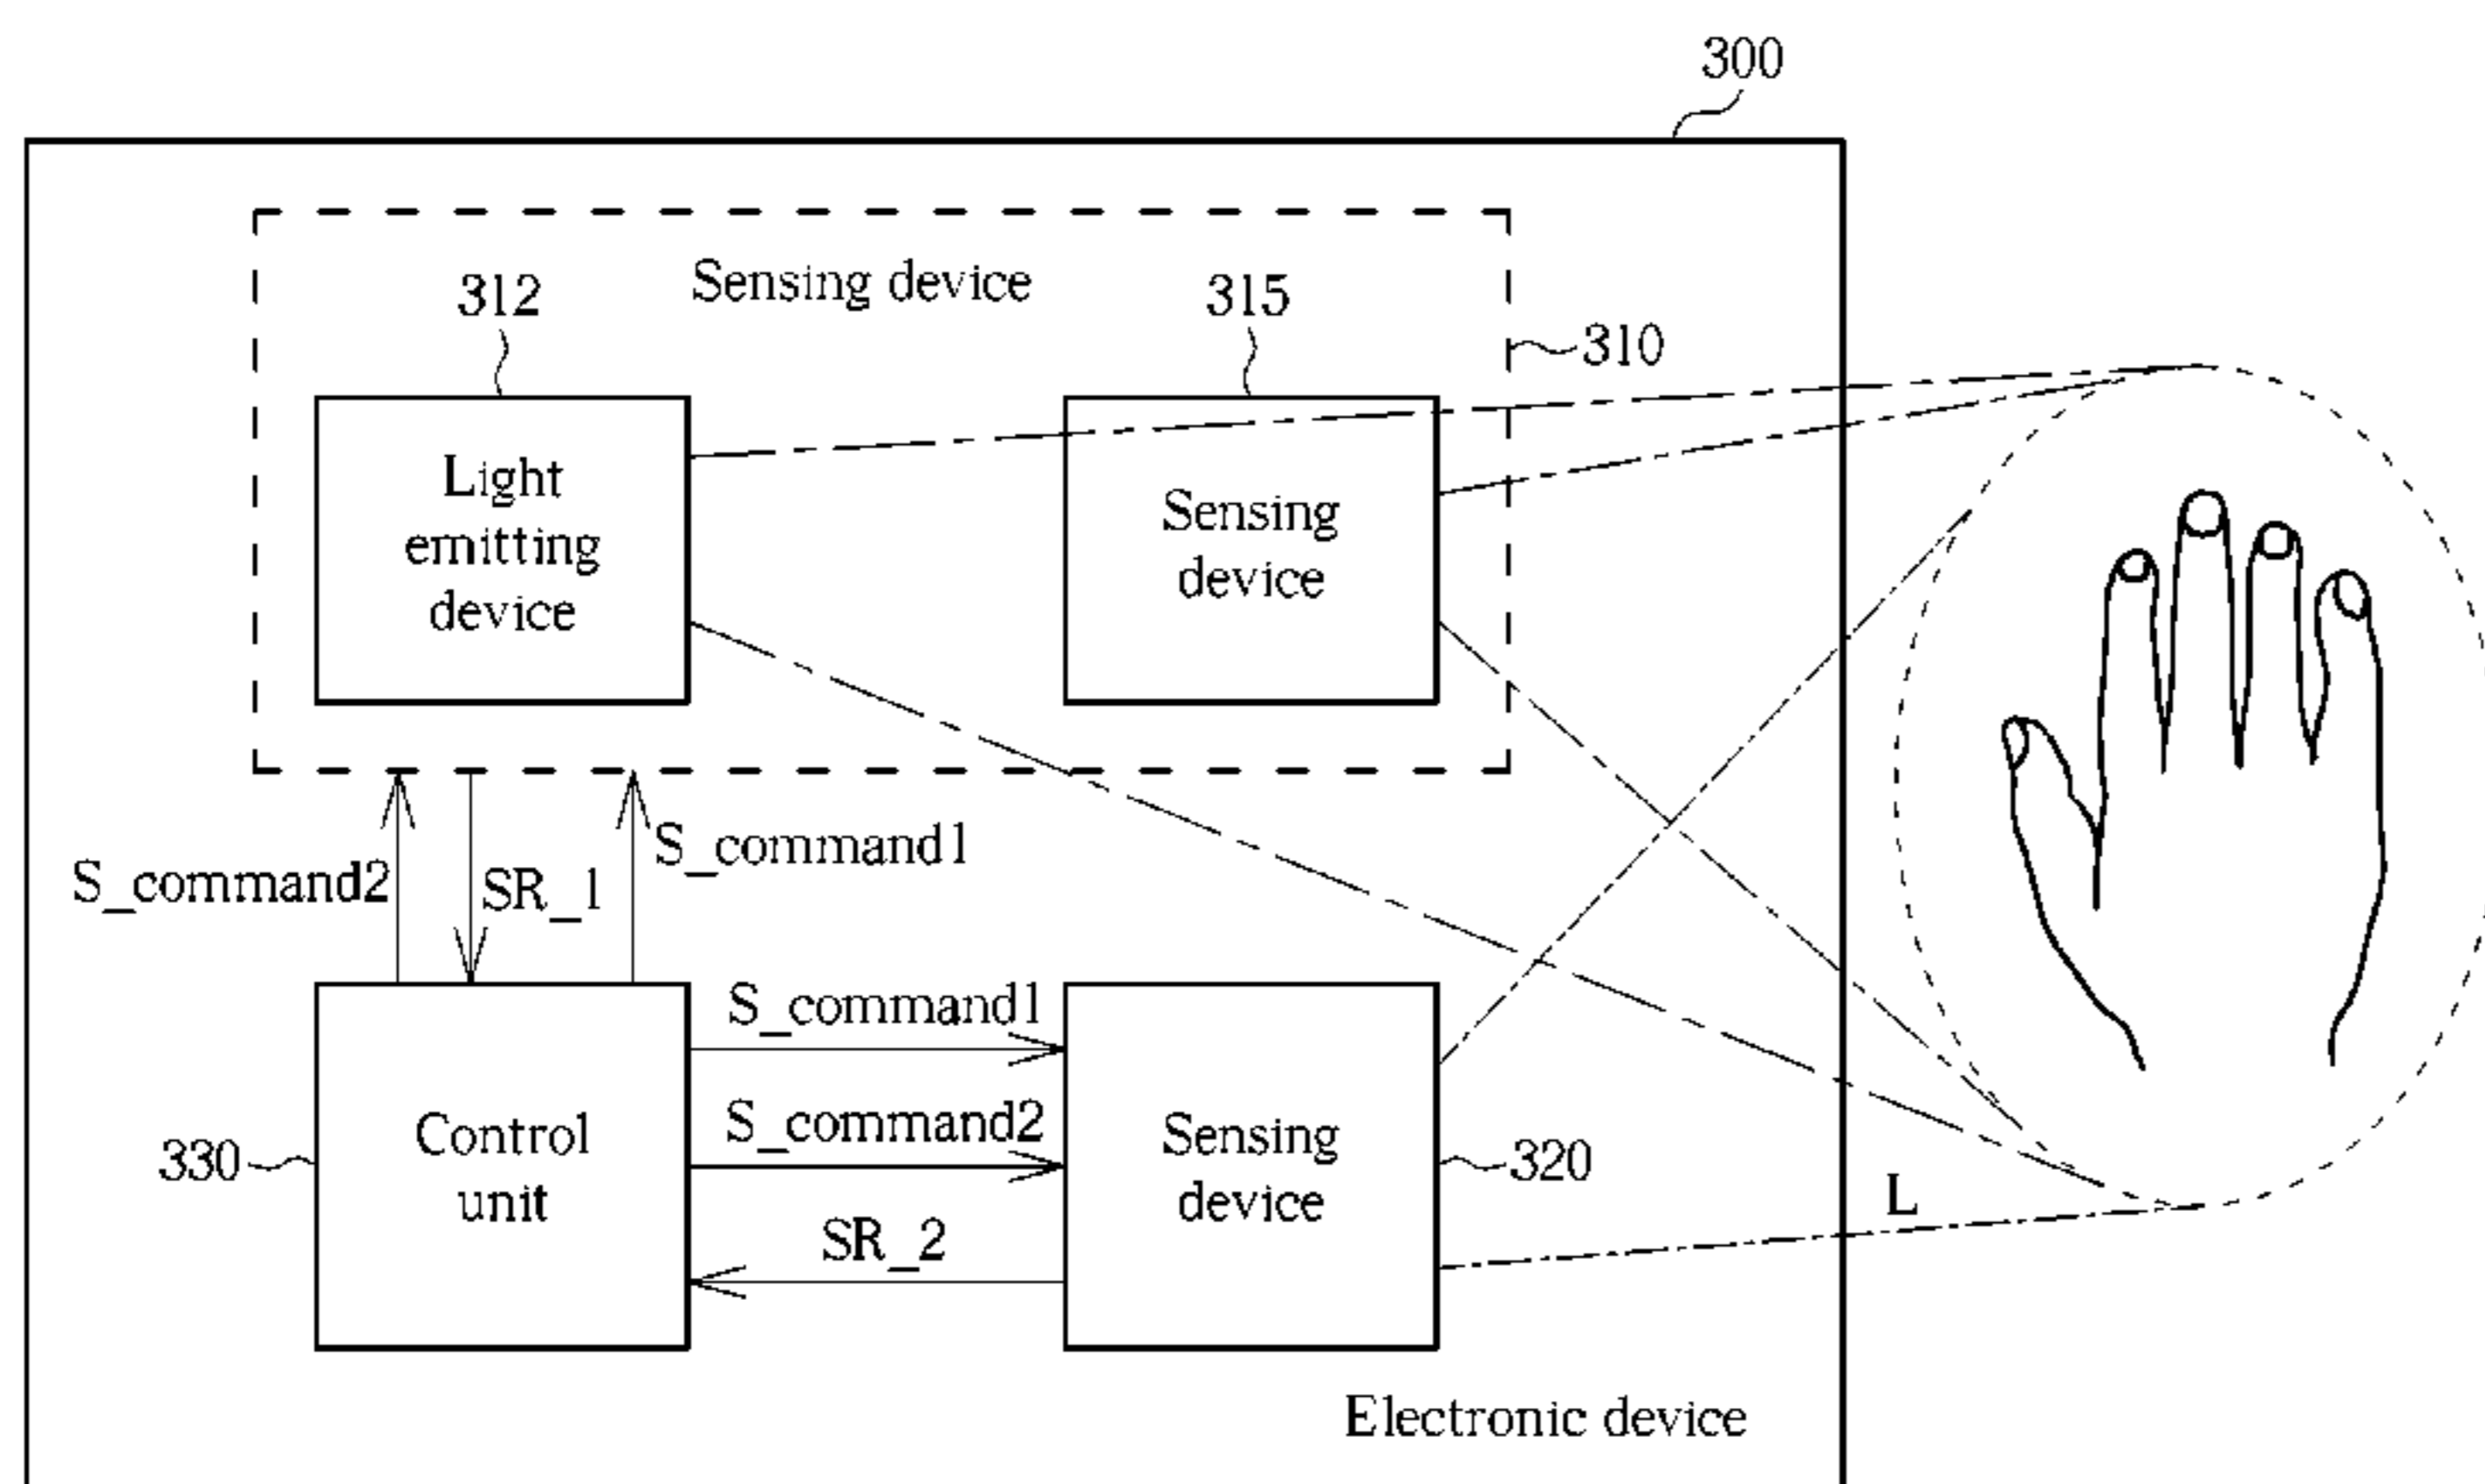 300
Sensing device
312
315
310
Light
emitting
device
Sensing
device
S_command2
SR_1
S_command1
S_command1
S_command2
SR_2
330
Control
unit
Sensing
device
320
L
Electronic device